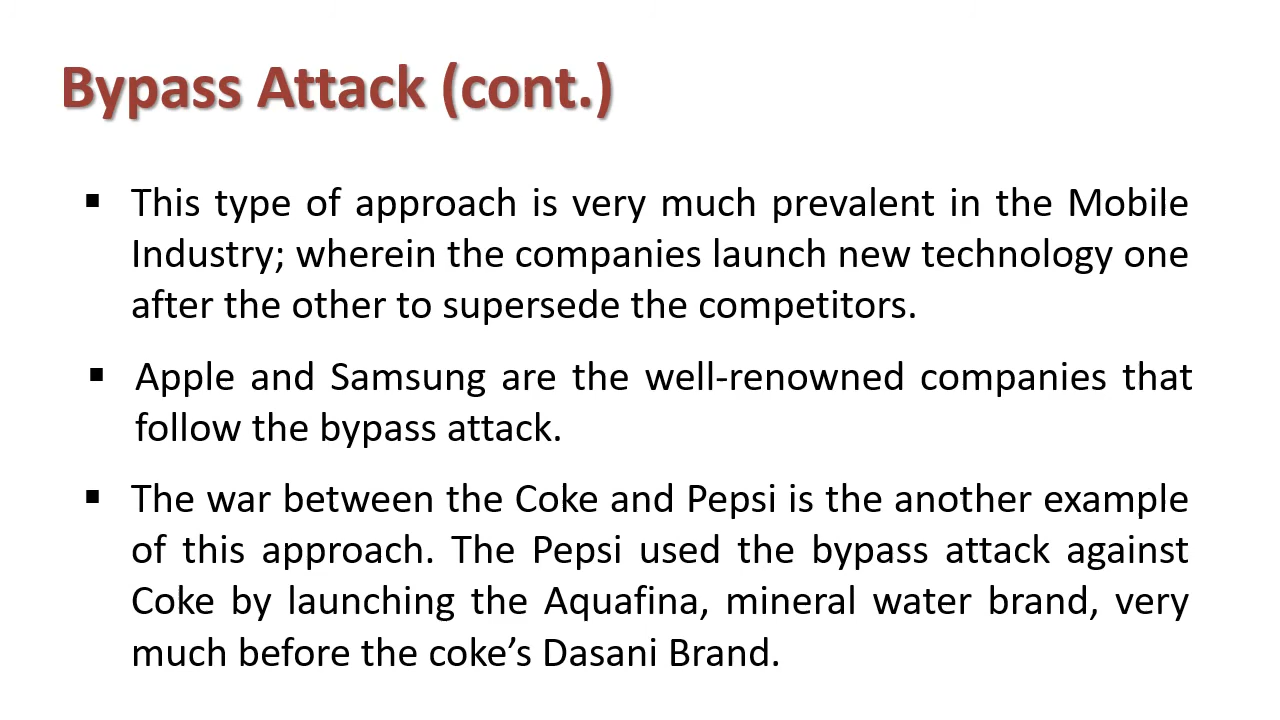 Bypass Attack (cont.)
▪ This type of approach is very much prevalent in the Mobile
Industry; wherein the companies launch new technology one
after the other to supersede the competitors.
▪ Apple and Samsung are the well-renowned companies that
follow the bypass attack.
▪ The war between the Coke and Pepsi is the another example
of this approach. The Pepsi used the bypass attack against
Coke by launching the Aquafina, mineral water brand, very
much before the coke’s Dasani Brand.